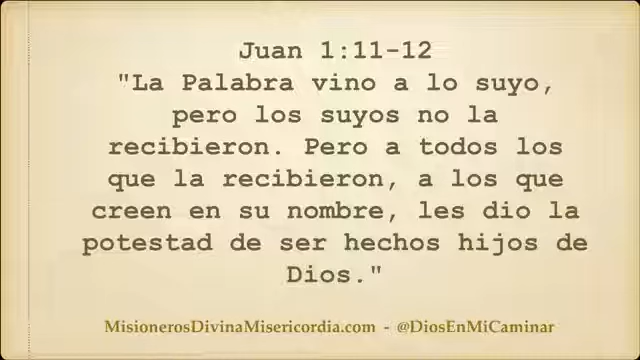 Juan 1:11-12
"La Palabra vino a lo suyo,
pero los suyos no la
recibieron. Pero a todos los
que la recibieron, a los que
creen en su nombre, les dio la
potestad de ser hechos hijos de
Dios."
MisionerosDivinaMisericordia.com - @DiosEnMiCaminar